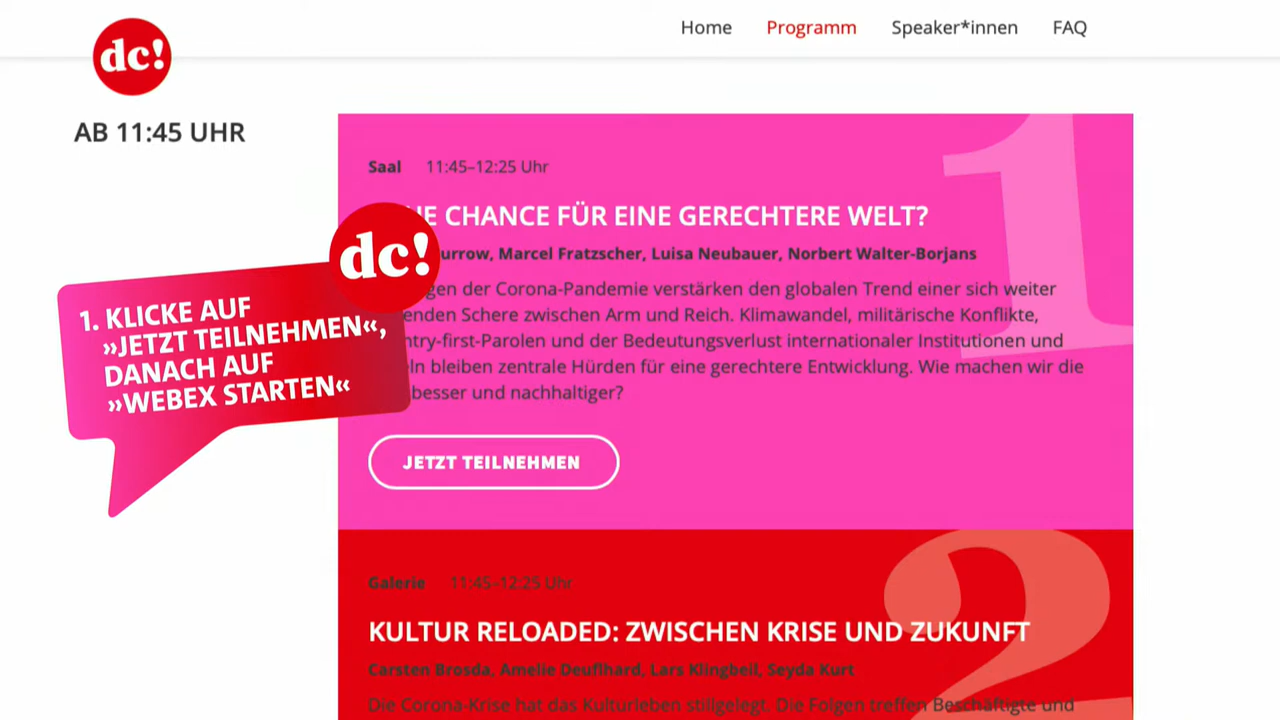 dc!
Home Programm Speaker*innen FAQ
AB 11:45 UHR
1
Saal 11:45–12:25 Uhr
CHANCE FÜR EINE GERECHTERE WELT?
Marcel Fratzscher, Luisa Neubauer, Norbert Walter-Borjans
der Corona-Pandemie verstärken den globalen Trend einer sich weiter
Schere zwischen Arm und Reich. Klimawandel, militärische Konflikte,
und der Bedeutungsverlust internationaler Institutionen und
bleiben zentrale Hürden für eine gerechtere Entwicklung. Wie machen wir die
besser und nachhaltiger?
JETZT TEILNEHMEN
dc!
1. KLICKE AUF
»JETZT TEILNEHMEN«,
DANACH AUF
»WEBEX STARTEN«
2
Galerie 11:45–12:25 Uhr
KULTUR RELOADED: ZWISCHEN KRISE UND ZUKUNFT
Carsten Brosda, Amelie Deuflhard, Lars Klingbeil, Seyda Kurt
Die Corona-Krise hat das Kulturleben stillgelegt. Die Folgen treffen Beschäftigte und